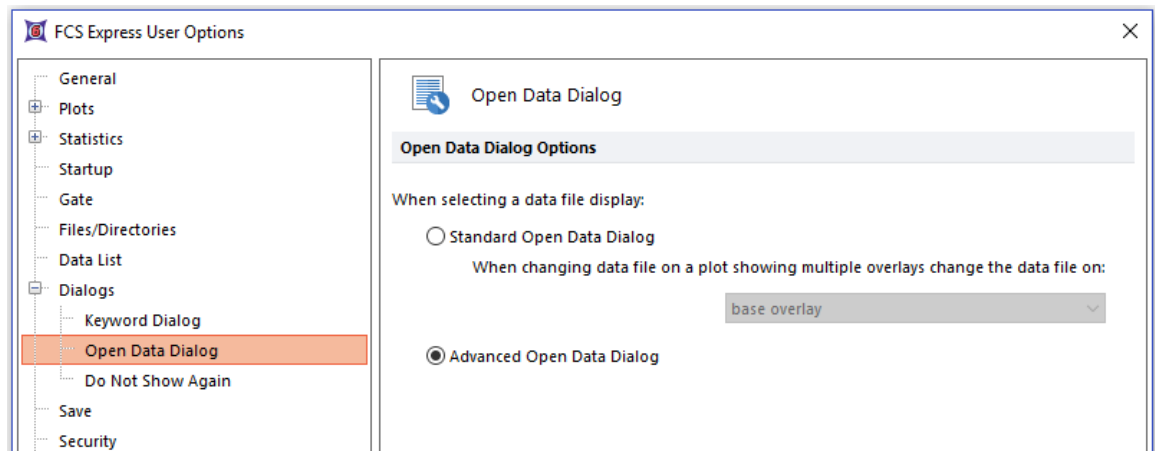 FCS Express User Options
General
Plots
Statistics
Startup
Gate
Files/Directories
Data List
Dialogs
Keyword Dialog
Open Data Dialog
Do Not Show Again
Save
Security
Open Data Dialog
Open Data Dialog Options
When selecting a data file display:
Standard Open Data Dialog
When changing data file on a plot showing multiple overlays change the data file on:
base overlay
Advanced Open Data Dialog